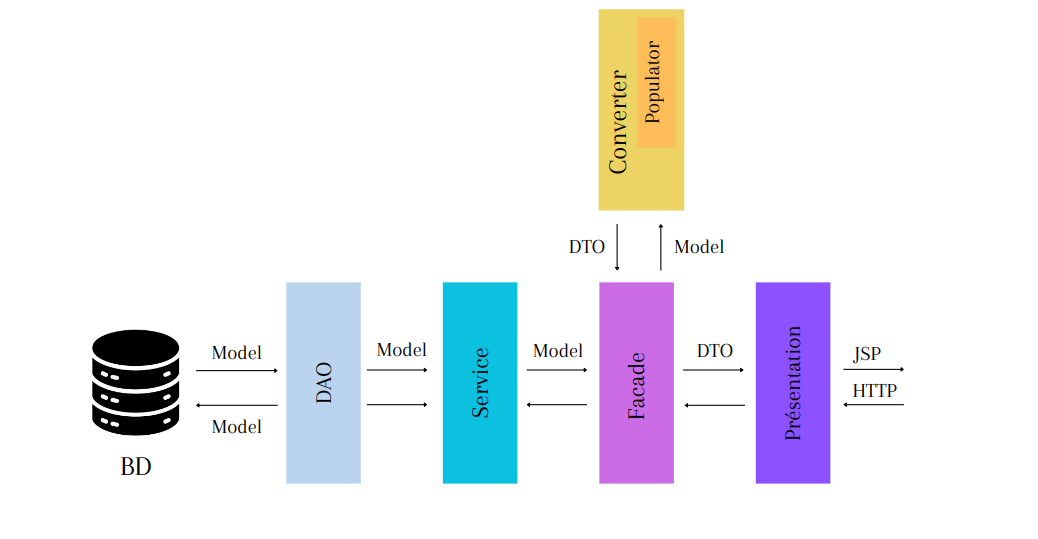 Converter
Populator
DTO
Model
Model
Model
Model
DTO
JSP
HTTP
Model
DAO
Service
Facade
Présentation
BD